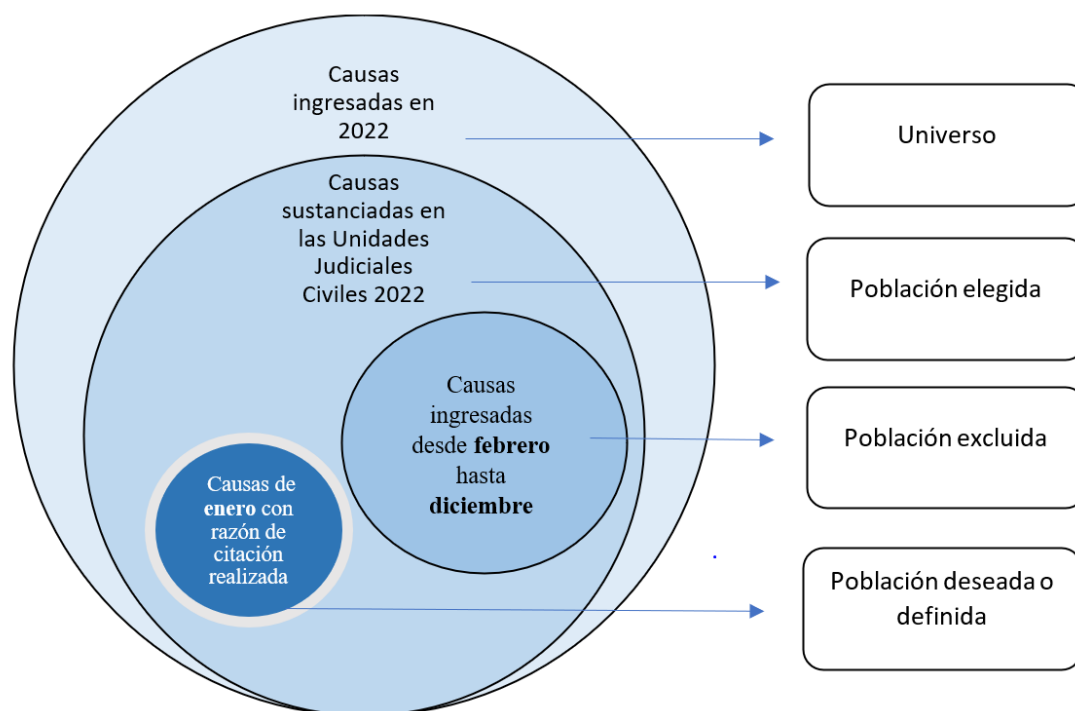 Causas
ingresadas en
2022
Universo
Causas
sustanciadas en
las Unidades
Judiciales
Civiles 2022
Población elegida
Causas
ingresadas
desde febrero
hasta
diciembre
Población excluida
Causas de
enero con
razón de
citación
realizada
Población deseada o
definida